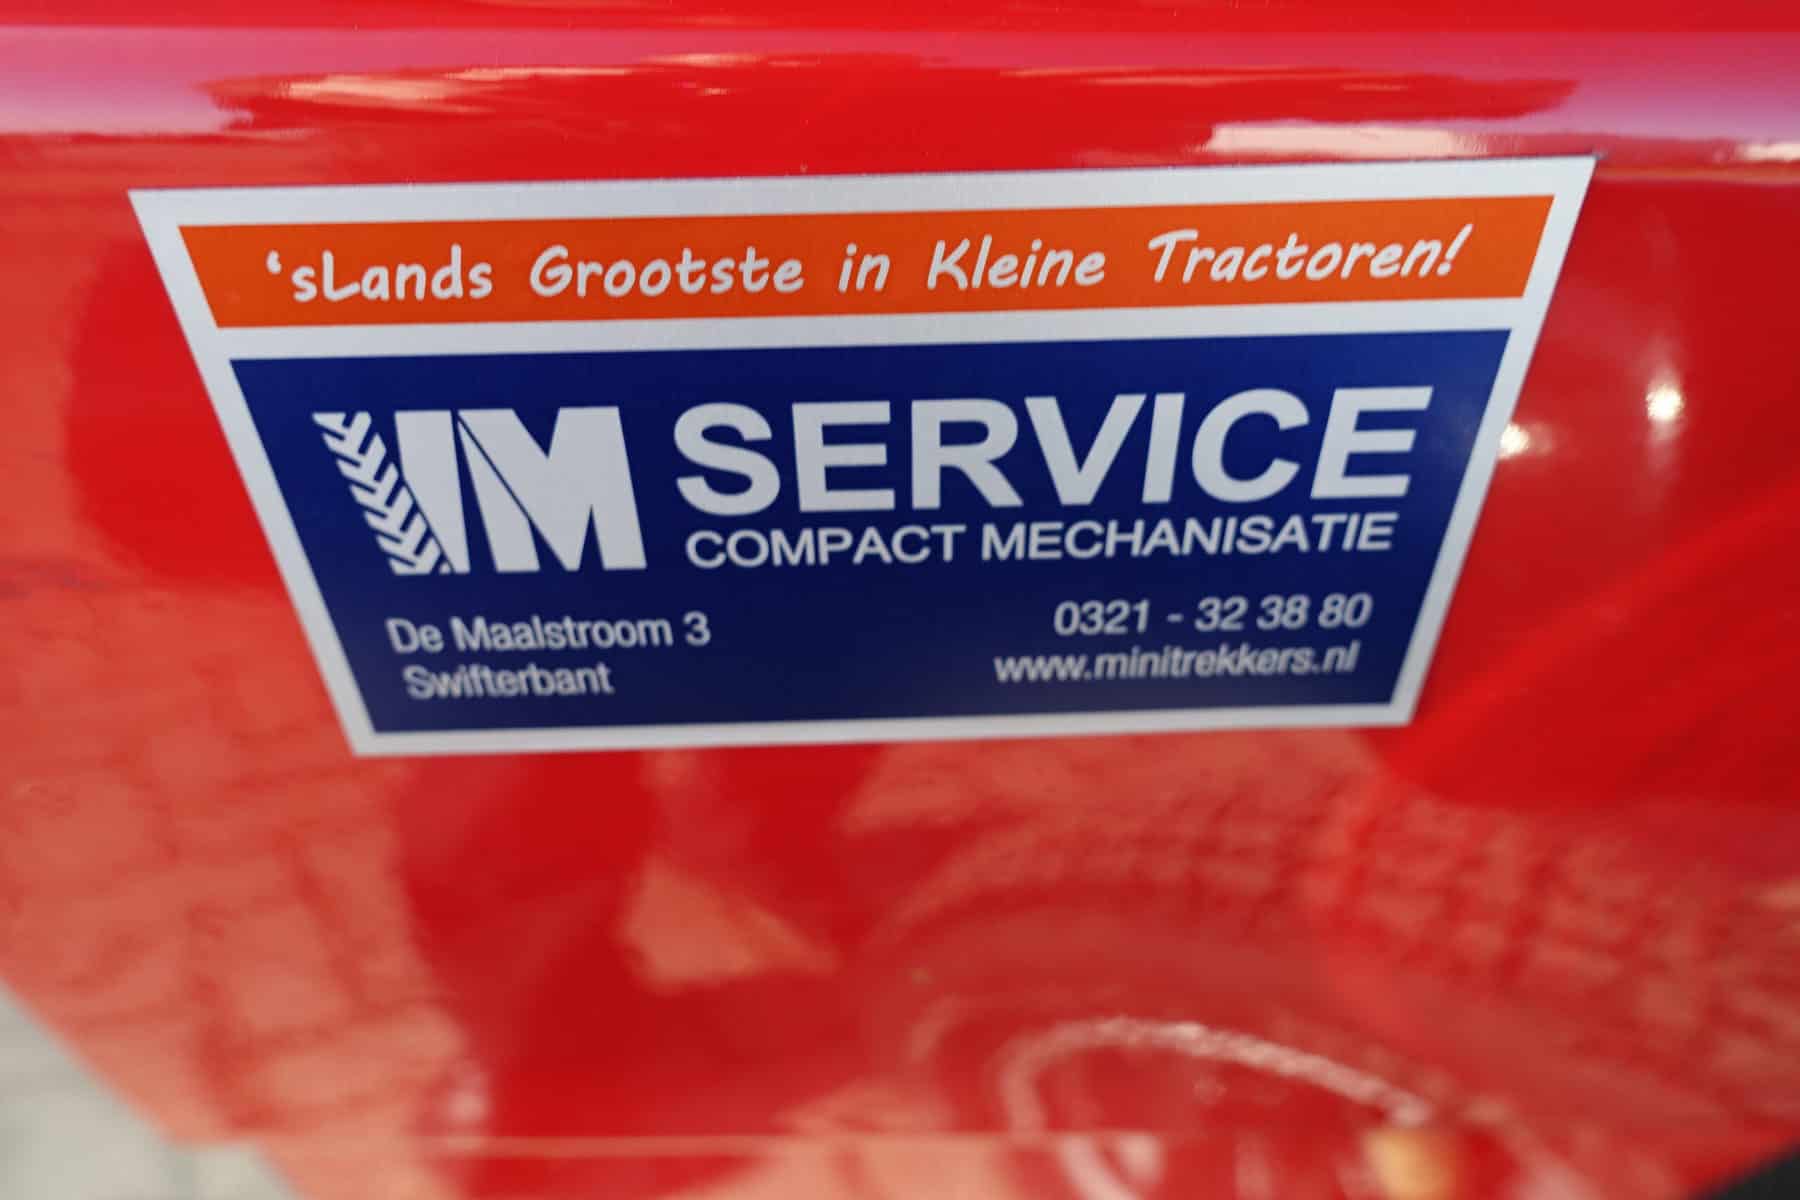 ‘sLands Grootste in Kleine Tractoren!
IM SERVICE
COMPACT MECHANISATIE
De Maalstroom 3
Swifterbant
0321 - 32 38 80
www.minitrekkers.nl